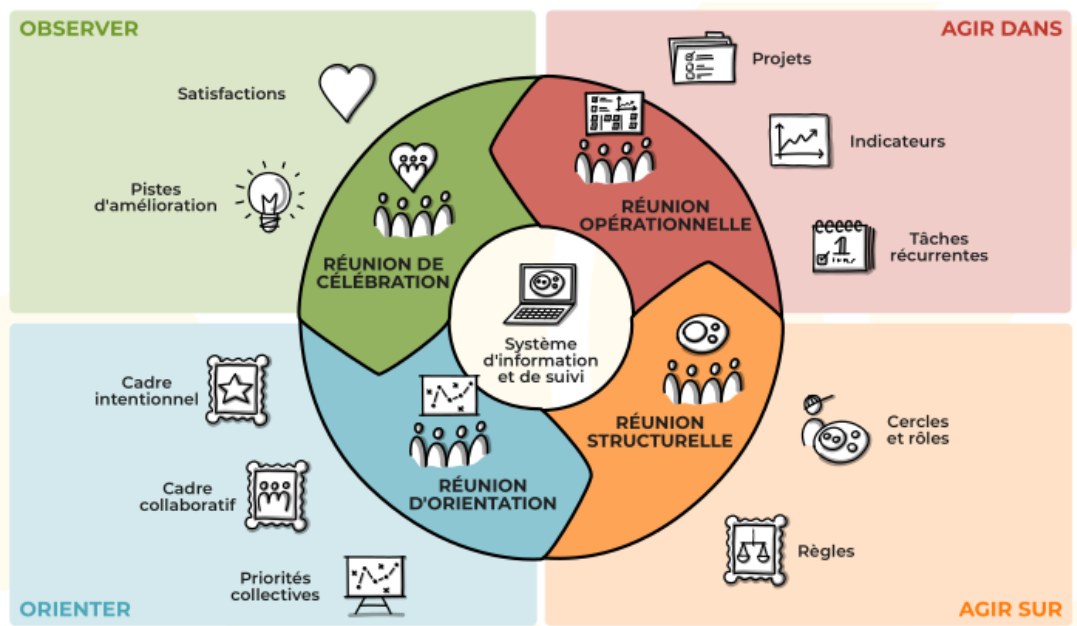 OBSERVER
Satisfactions
Pistes
d'amélioration
RÉUNION DE
CÉLÉBRATION
AGIR DANS
Projets
Indicateurs
1
Tâches
récurrentes
RÉUNION
OPÉRATIONNELLE
Système
d'information
et de suivi
Cadre
intentionnel
Cadre
collaboratif
Priorités
collectives
ORIENTER
RÉUNION
D'ORIENTATION
RÉUNION
STRUCTURELLE
Cercles
et rôles
Règles
AGIR SUR